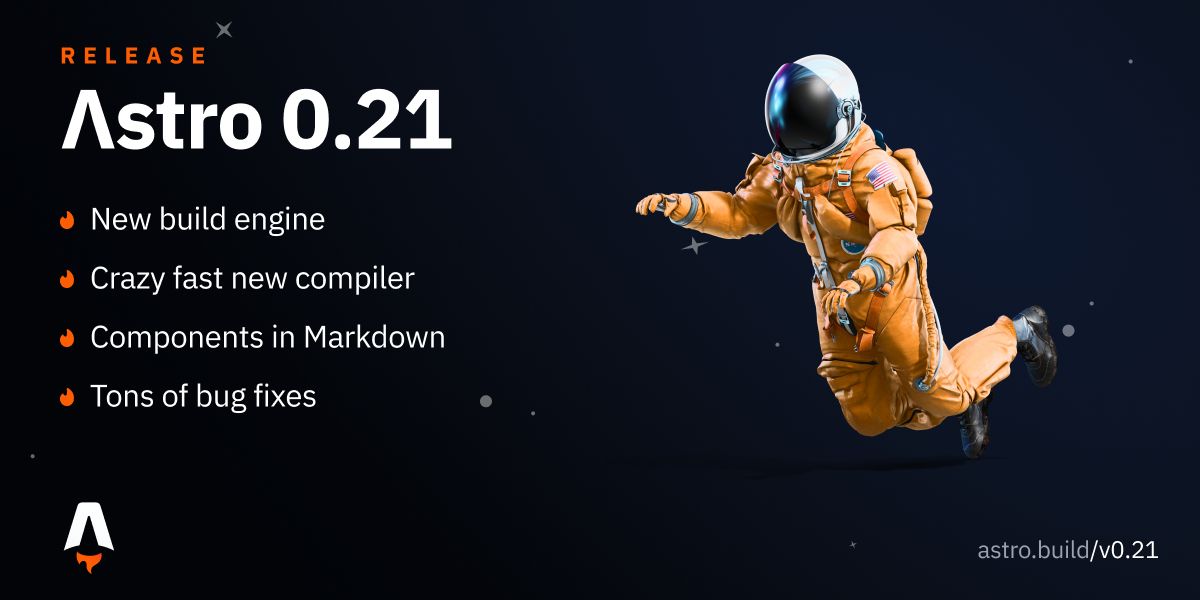 RELEASE
Astro 0.21
New build engine
Crazy fast new compiler
Components in Markdown
Tons of bug fixes
astro.build/v0.21